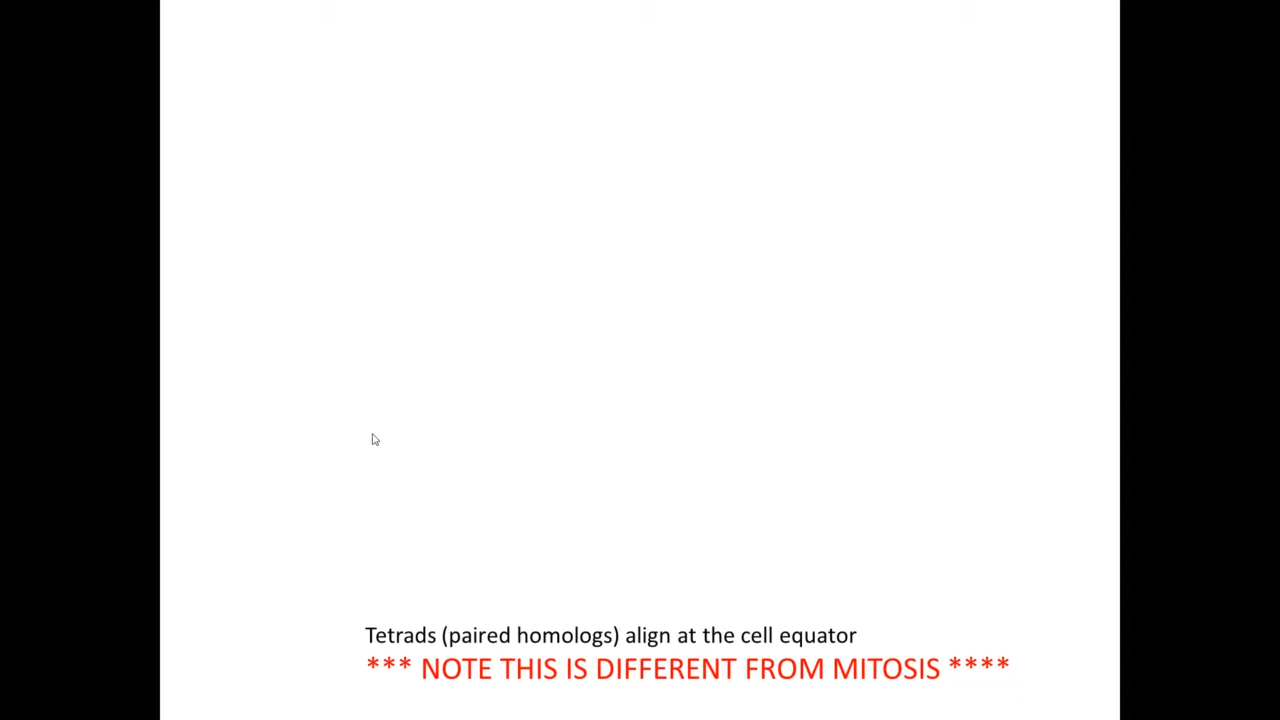 Tetrads (paired homologs) align at the cell equator
*** NOTE THIS IS DIFFERENT FROM MITOSIS ****